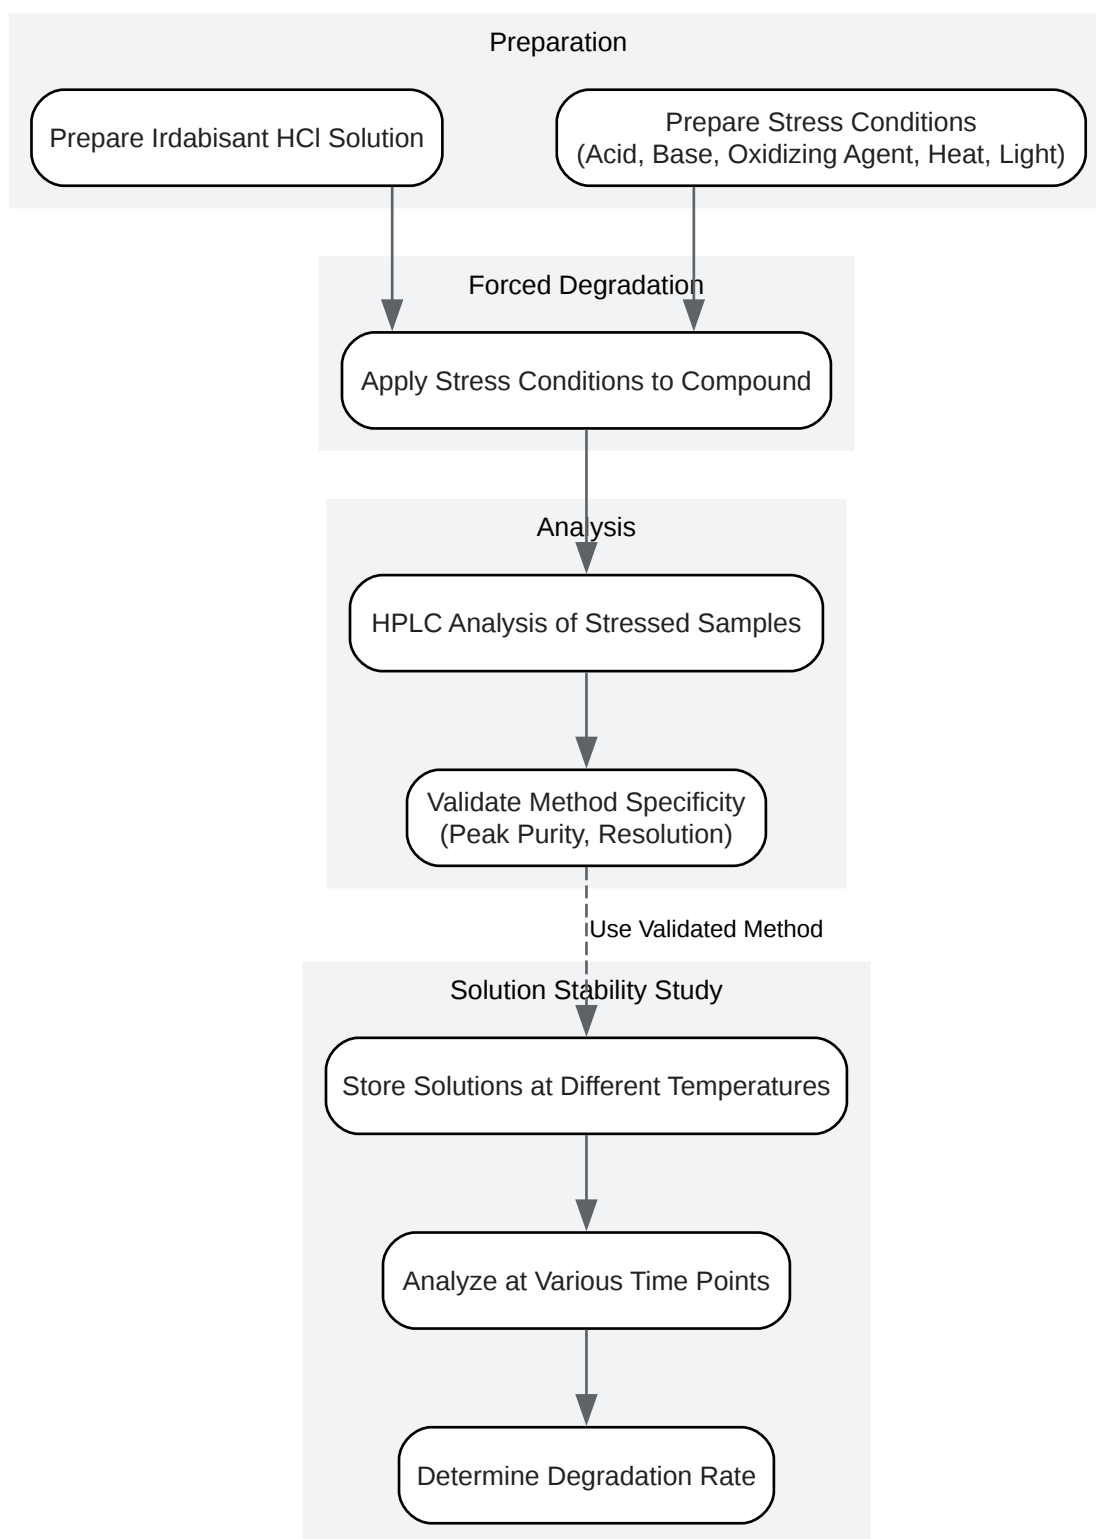 Preparation
Prepare Irdabisant HCl Solution
Prepare Stress Conditions
(Acid, Base, Oxidizing Agent, Heat, Light)
Forced Degradation
Apply Stress Conditions to Compound
Analysis
HPLC Analysis of Stressed Samples
Validate Method Specificity
(Peak Purity, Resolution)
Use Validated Method
Solution Stability Study
Store Solutions at Different Temperatures
Analyze at Various Time Points
Determine Degradation Rate